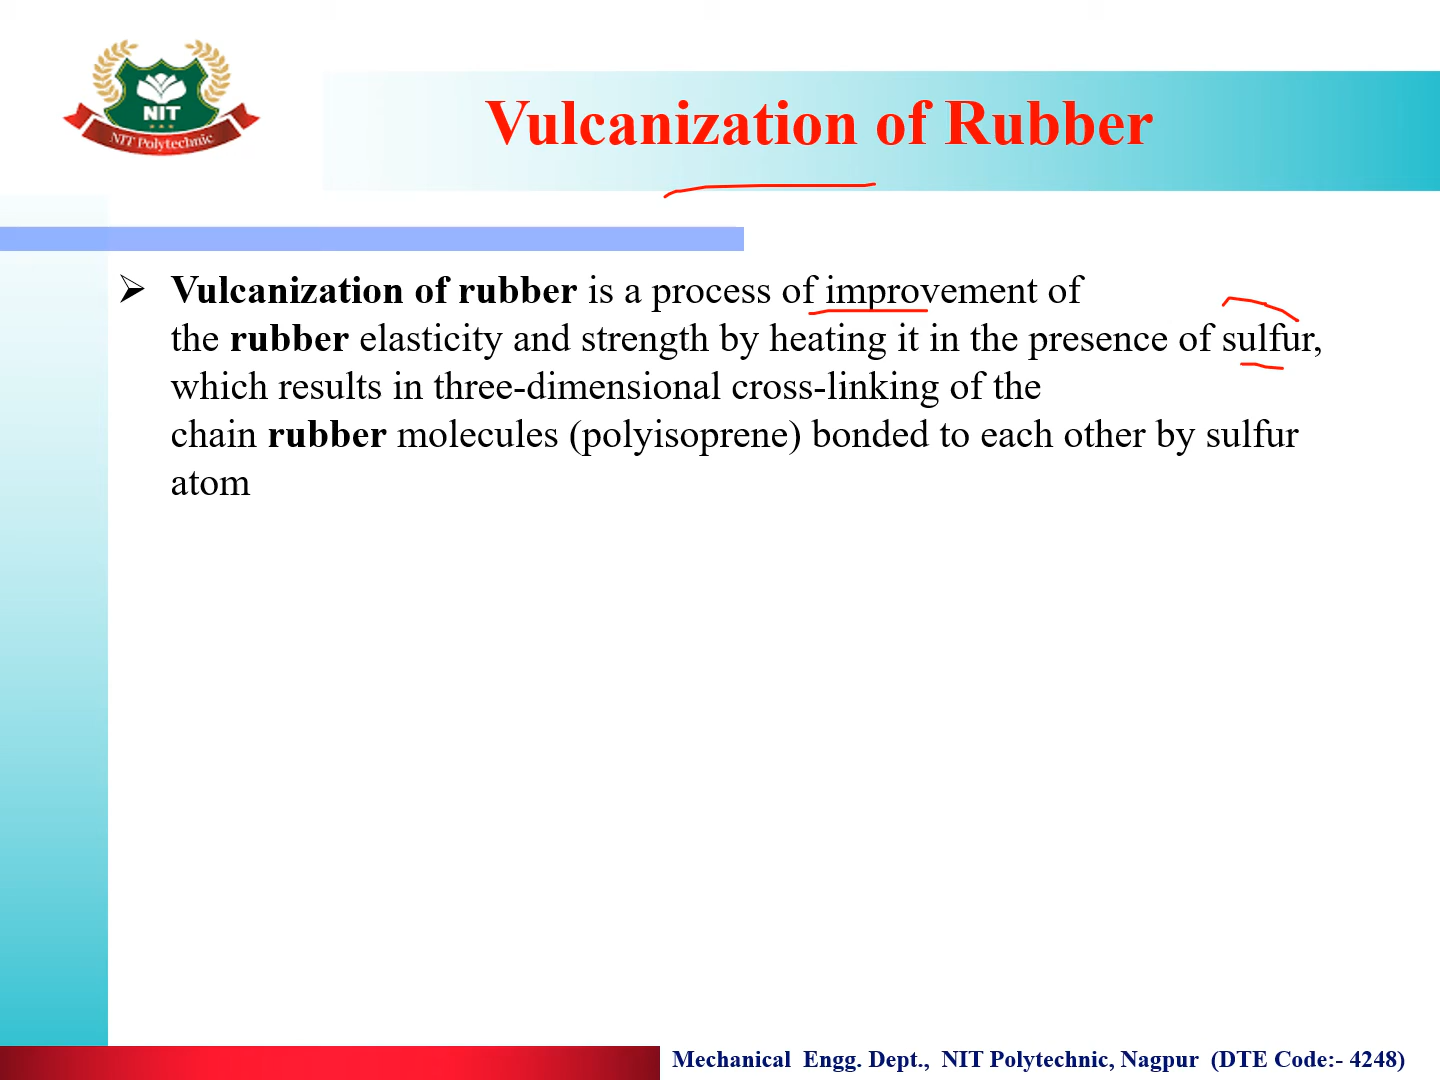 NIT
NIT Polytechnic
Vulcanization of Rubber
➢ Vulcanization of rubber is a process of improvement of
the rubber elasticity and strength by heating it in the presence of sulfur,
which results in three-dimensional cross-linking of the
chain rubber molecules (polyisoprene) bonded to each other by sulfur
atom
Mechanical Engg. Dept., NIT Polytechnic, Nagpur (DTE Code:- 4248)